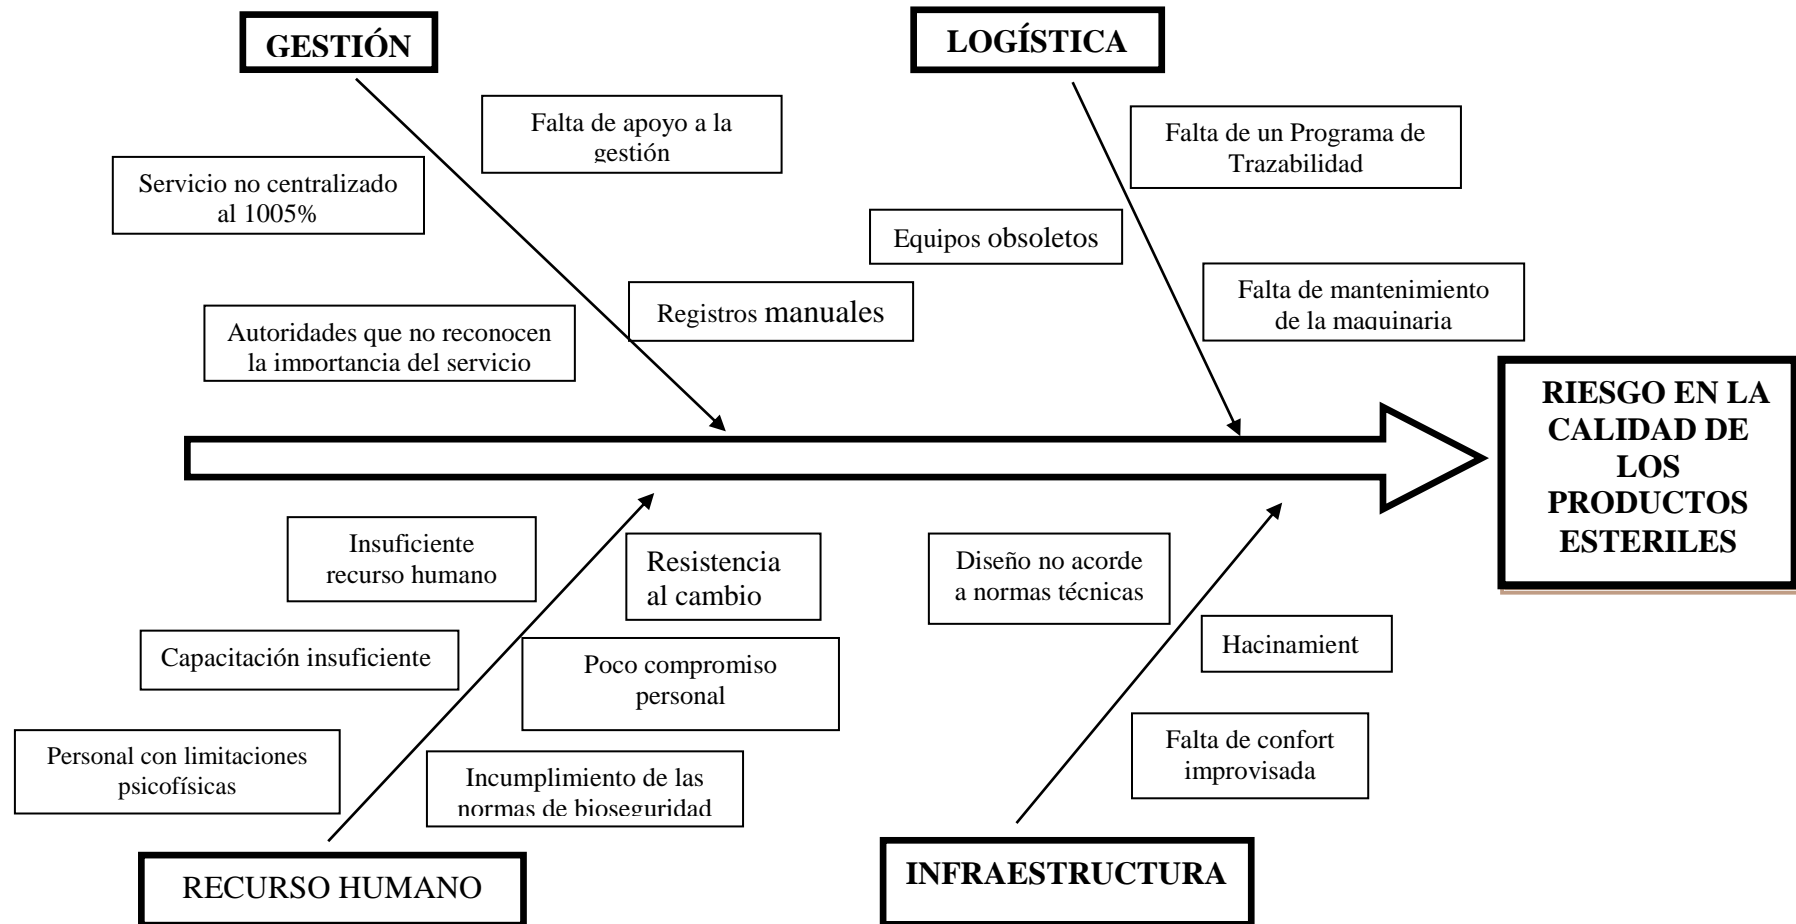 GESTIÓN
LOGÍSTICA
Falta de apoyo a la
gestión
Falta de un Programa de
Trazabilidad
Servicio no centralizado
al 1005%
Equipos obsoletos
Falta de mantenimiento
de la maquinaria
Registros manuales
Autoridades que no reconocen
la importancia del servicio
RIESGO EN LA
CALIDAD DE
LOS
PRODUCTOS
ESTERILES
Insuficiente
recurso humano
Resistencia
al cambio
Diseño no acorde
a normas técnicas
Capacitación insuficiente
Poco compromiso
personal
Hacinamient
Personal con limitaciones
psicofísicas
Incumplimiento de las
normas de bioseguridad
Falta de confort
improvisada
RECURSO HUMANO
INFRAESTRUCTURA